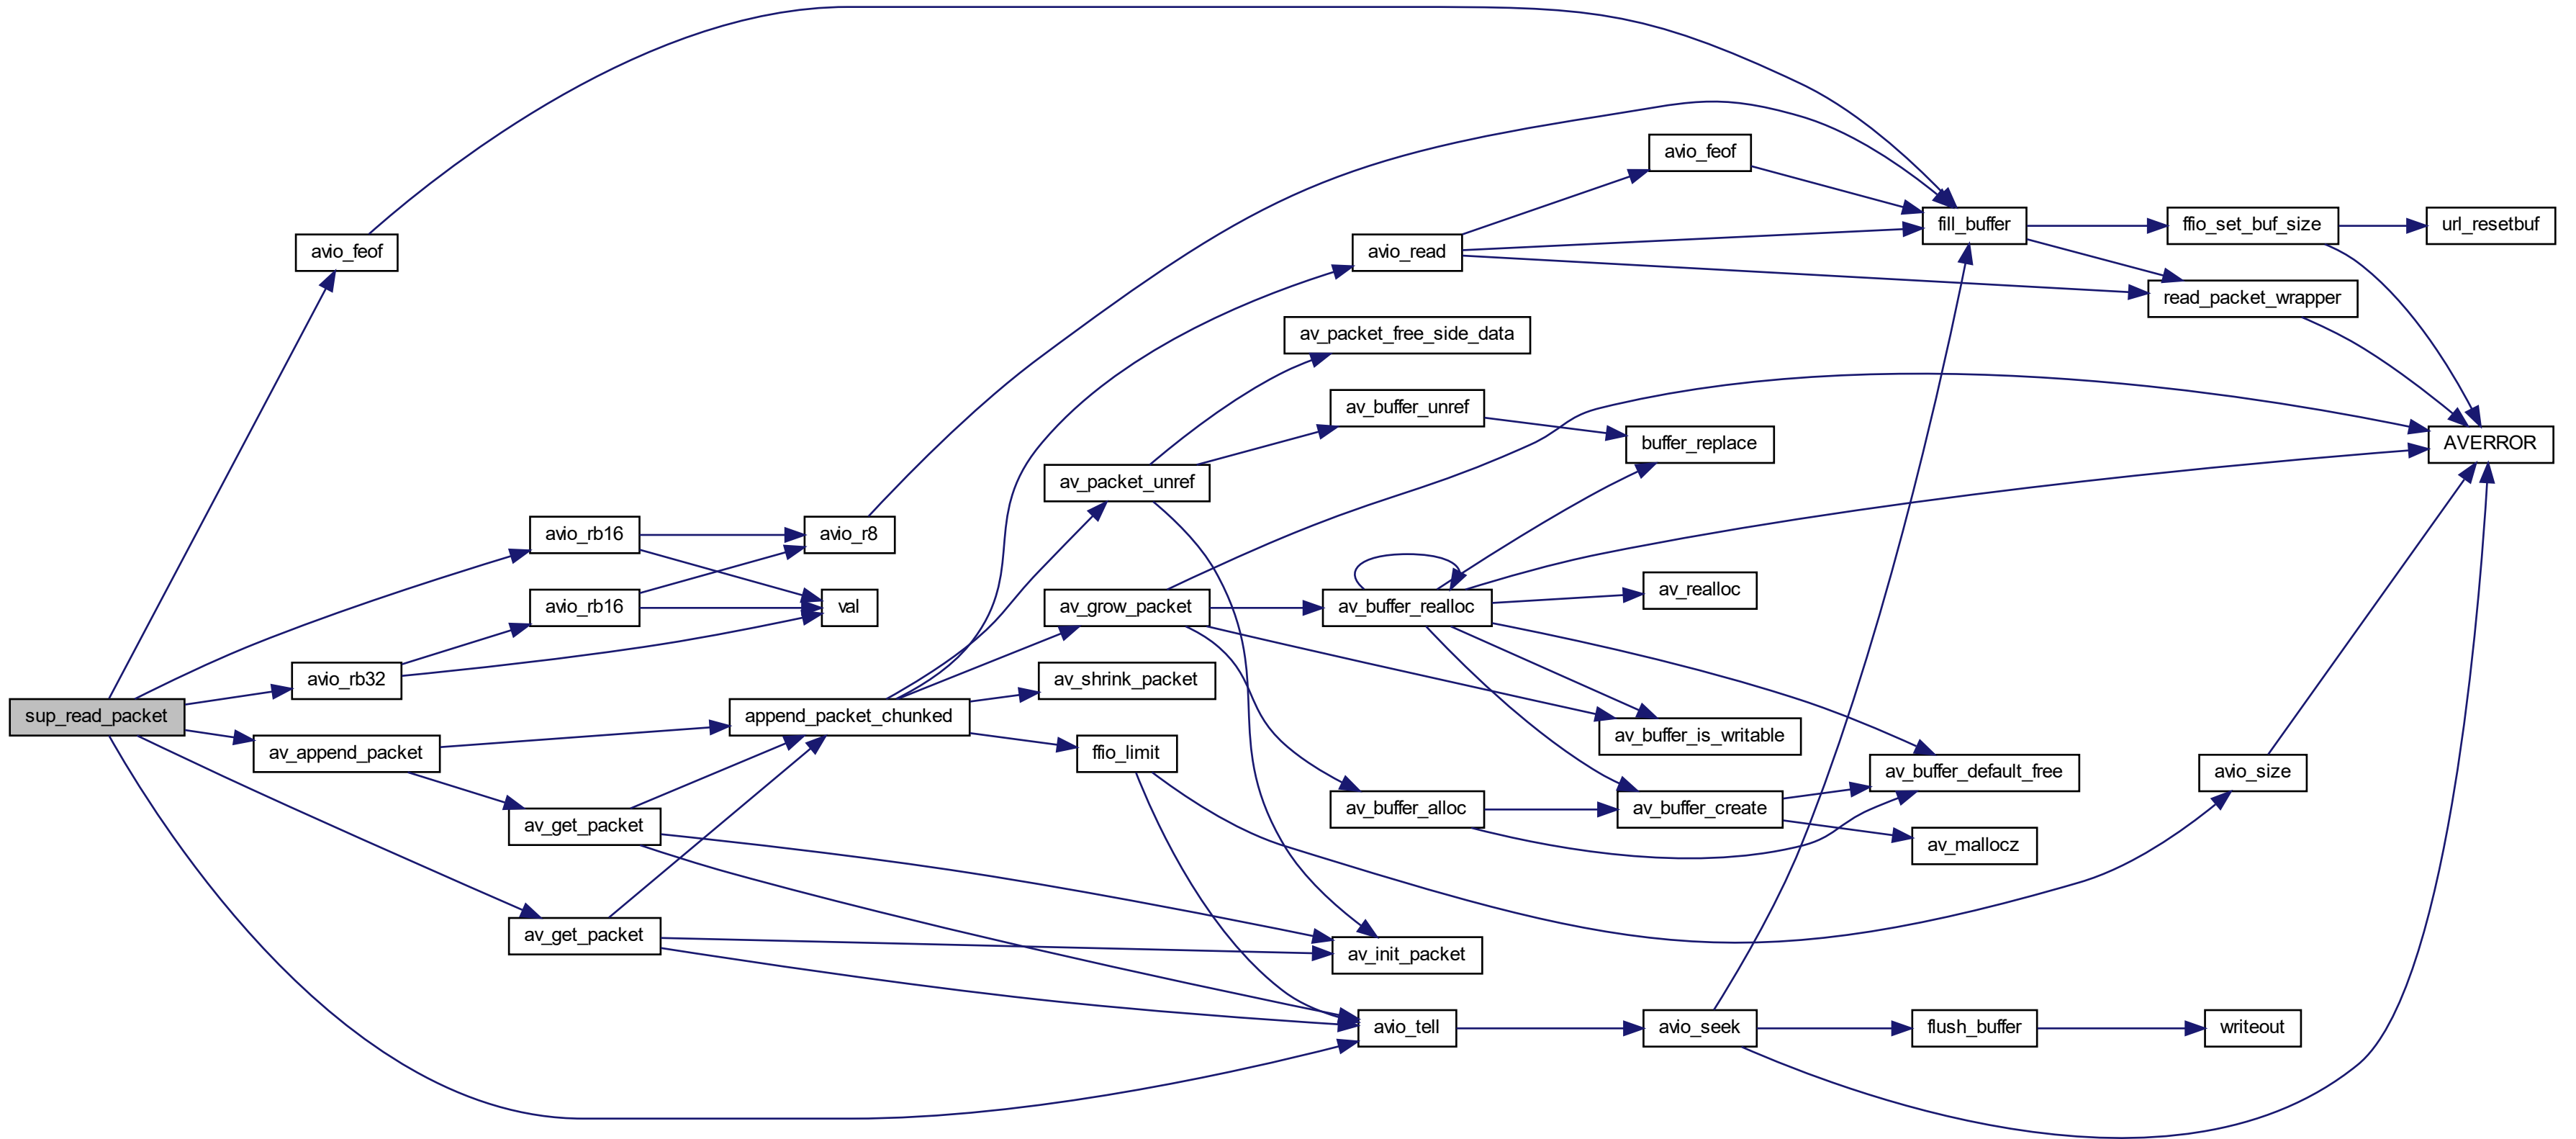 avio_feof
fill_buffer
ffio_set_buf_size
url_resetbuf
avio_feof
avio_read
read_packet_wrapper
av_packet_free_side_data
av_buffer_unref
buffer_replace
AVERROR
av_packet_unref
avio_rb16
avio_r8
avio_rb16
val
av_grow_packet
av_buffer_realloc
av_realloc
avio_rb32
av_shrink_packet
sup_read_packet
append_packet_chunked
av_buffer_is_writable
av_append_packet
ffio_limit
av_buffer_default_free
avio_size
av_get_packet
av_buffer_alloc
av_buffer_create
av_mallocz
av_get_packet
av_init_packet
avio_tell
avio_seek
flush_buffer
writeout